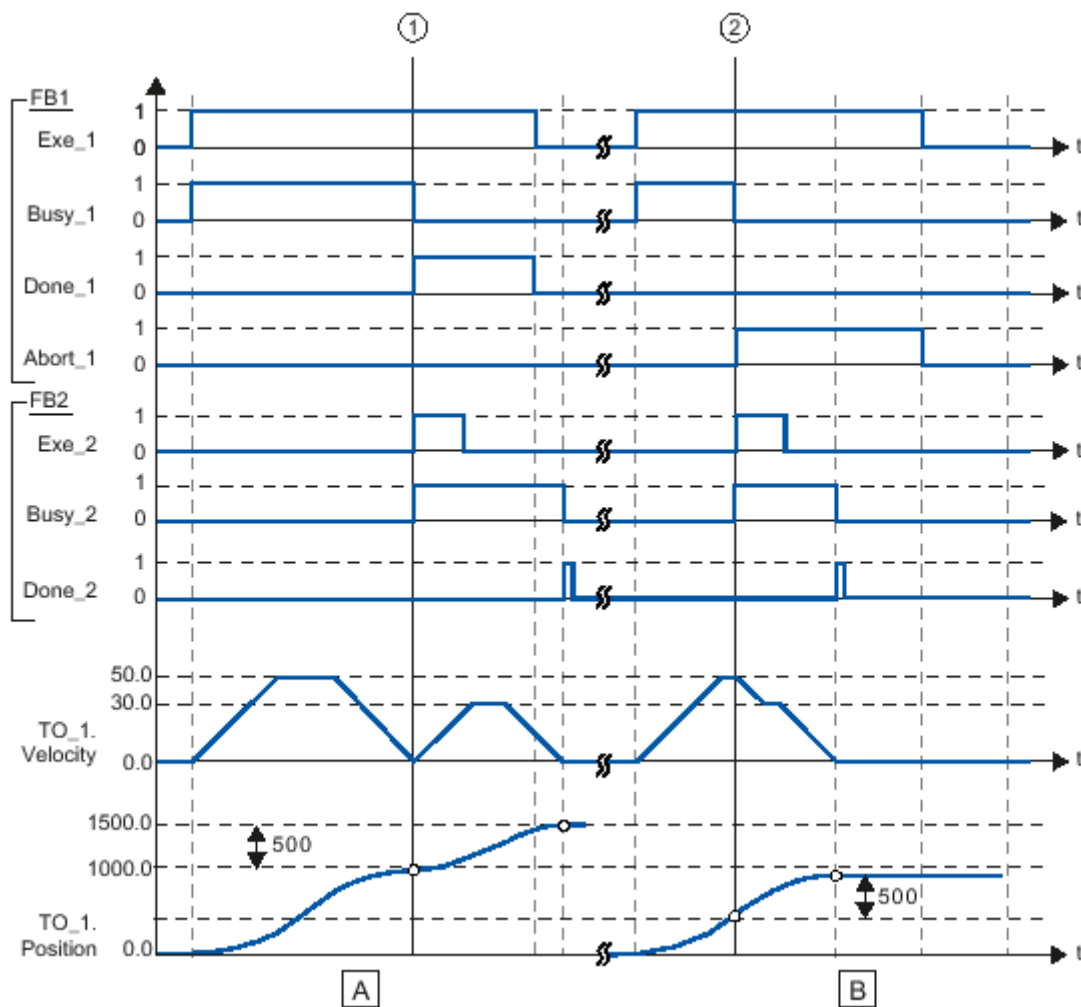 1 2
FB1
1
Exe_1 0 t
1
Busy_1 0 t
1
Done_1 0 t
1
Abort_1 0 t
FB2
1
Exe_2 0 t
1
Busy_2 0 t
1
Done_2 0 t
50.0
30.0
TO_1.
Velocity
0.0 t
1500.0
500
1000.0
500
TO_1.
Position
0.0 t
A B